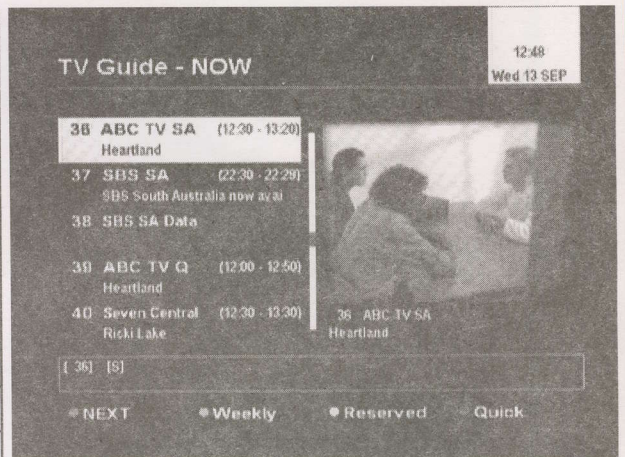 12:48
TV Guide - NOW
Wed 13 SEP
36 ABC TV SA (12:30 - 13:20)
Heartland
37 SBS SA (22:30 - 22:29)
SBS South Australia now avai
38 SBS SA Data
39 ABC TV Q (12:00 - 12:50)
Heartland
40 Seven Central (12:30 - 13:30)
Ricki Lake
36 ABC TV SA
Heartland
[ 36] [S]
NEXT Weekly Reserved Quick